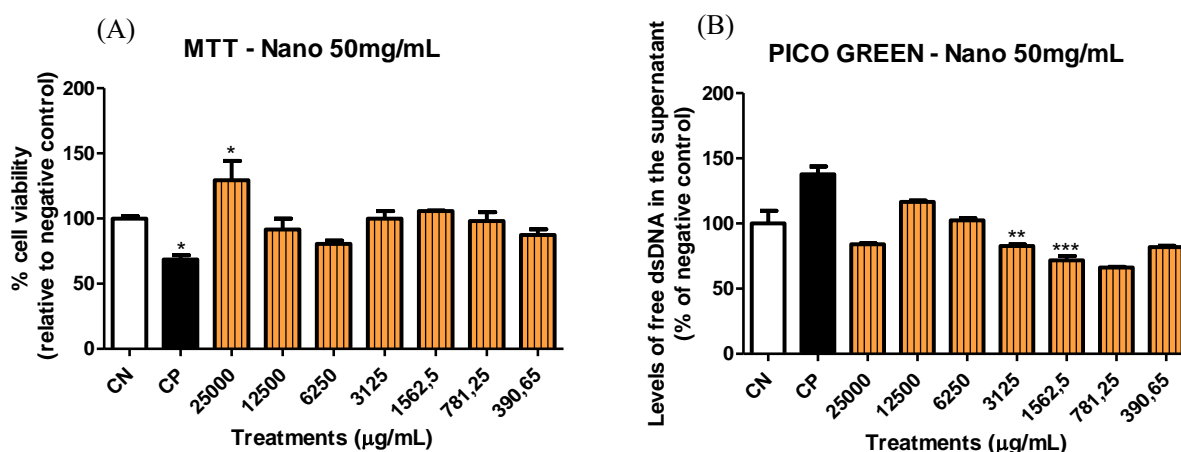 (A)
MTT - Nano 50mg/mL
% cell viability
(relative to negative control)
200
150
100
50
0
*
*
CN
CP
25000
12500
6250
3125
1562,5
781,25
390,65
Treatments (μg/mL)
(B)
PICO GREEN - Nano 50mg/mL
Levels of free dsDNA in the supernatant
(% of negative control)
200
150
100
50
0
**
***
CN
CP
25000
12500
6250
3125
1562,5
781,25
390,65
Treatments (μg/mL)